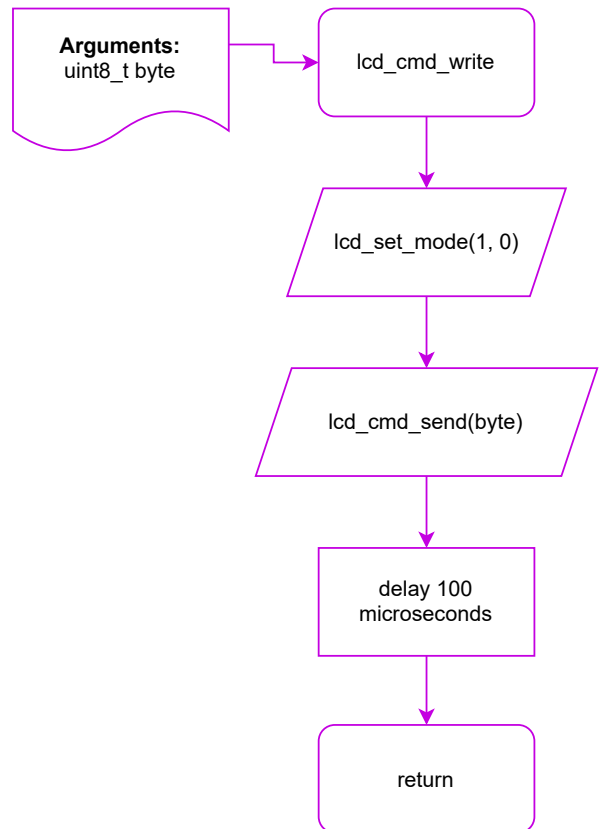 Arguments:
uint8_t byte
lcd_cmd_write
lcd_set_mode(1, 0)
lcd_cmd_send(byte)
delay 100
microseconds
return